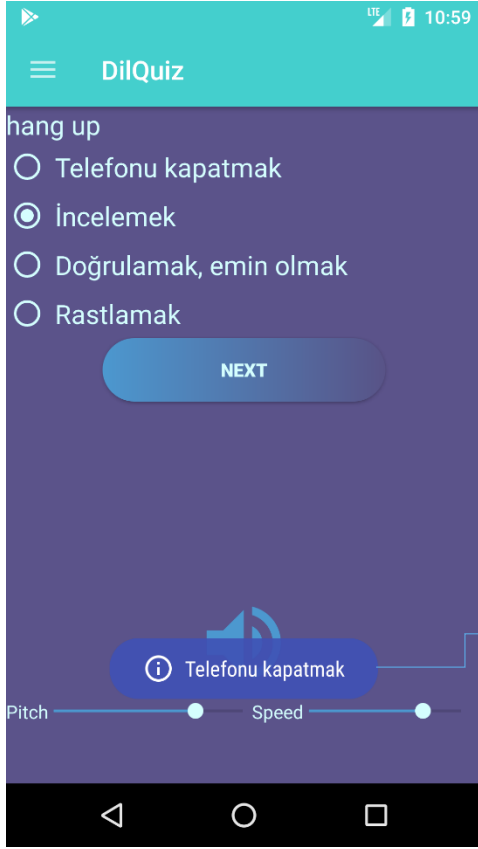 LTE 10:59
DilQuiz
hang up
Telefonu kapatmak
İncelemek
Doğrulamak, emin olmak
Rastlamak
NEXT
Telefonu kapatmak
Pitch Speed